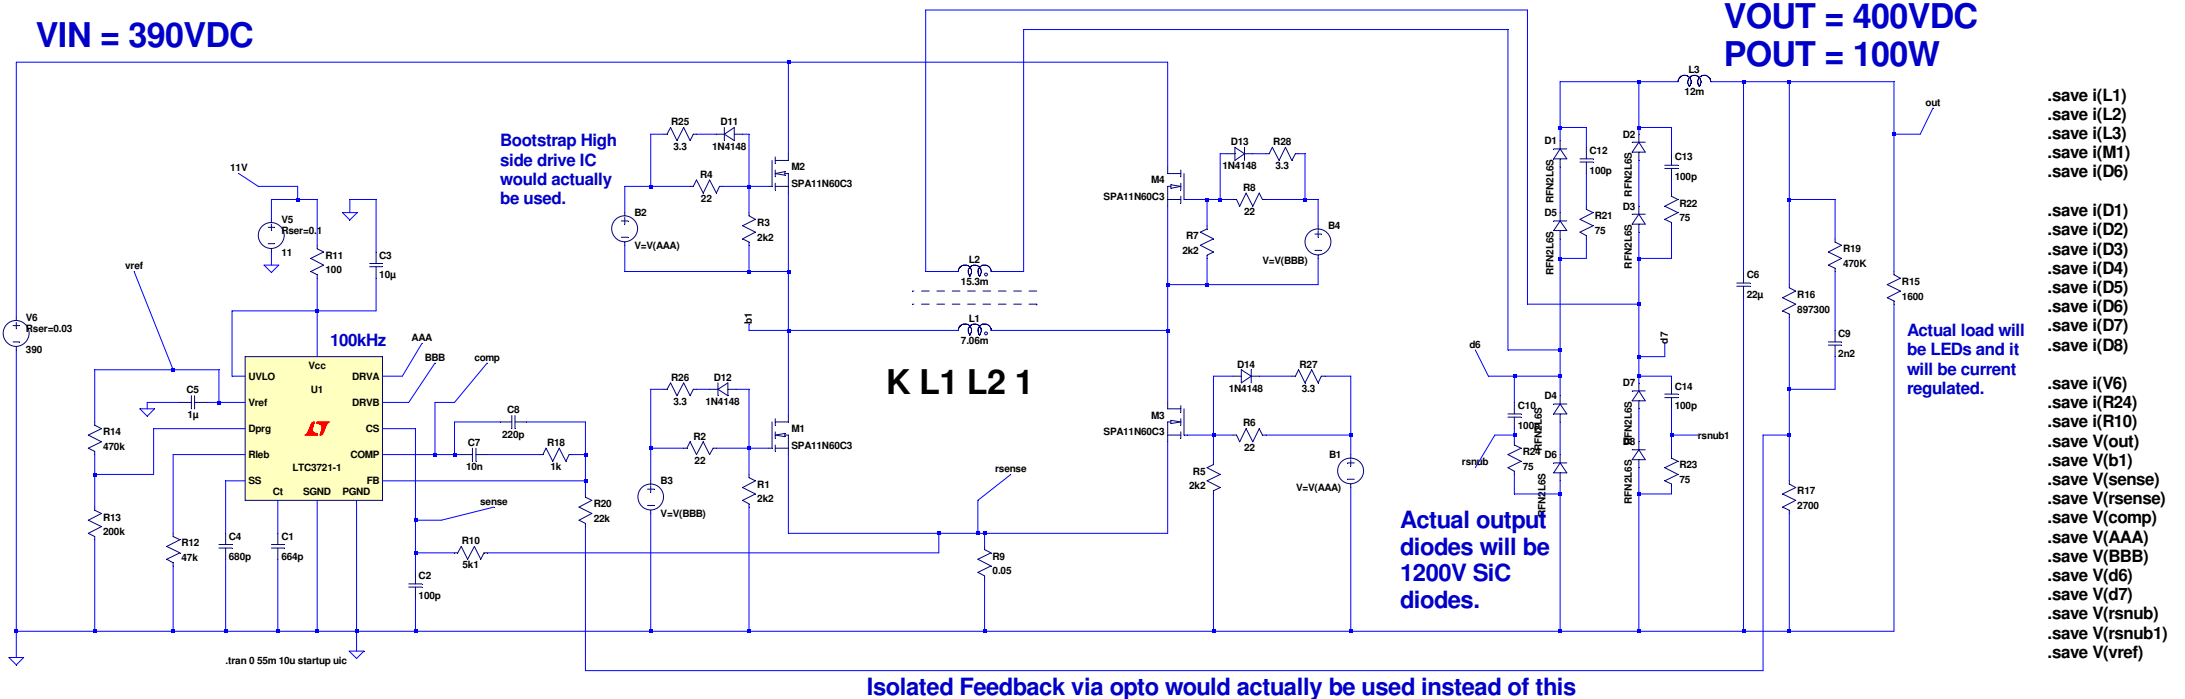 VIN = 390VDC
VOUT = 400VDC
POUT = 100W
Bootstrap High
side drive IC
would actually
be used.
11V
V5
Rser=0.1
11
R11
100
C3
10µ
vref
V6
Rser=0.03
390
100kHz
AAA
BBB
comp
Vcc
U1
UVLO
Vref
Dprg
Rleb
SS
Ct
SGND
PGND
DRVA
DRVB
CS
COMP
FB
LTC3721-1
C5
1µ
R14
470k
R13
200k
R12
47k
C4
680p
C1
664p
C8
220p
C7
10n
R18
1k
R20
22k
sense
R10
5k1
C2
100p
.tran 0 55m 10u startup uic
R25
3.3
D11
1N4148
R4
22
B2
V=V(AAA)
R3
2k2
M2
SPA11N60C3
R26
3.3
D12
1N4148
R2
22
B3
V=V(BBB)
R1
2k2
M1
SPA11N60C3
b1
L2
15.3m
L1
7.06m
K L1 L2 1
rsense
R9
0.05
D13
1N4148
R28
3.3
M4
SPA11N60C3
R8
22
R7
2k2
B4
V=V(BBB)
D14
1N4148
R27
3.3
M3
SPA11N60C3
R6
22
R5
2k2
B1
V=V(AAA)
L3
12m
D1
RFN2L6S
C12
100p
D5
RFN2L6S
R21
75
D2
RFN2L6S
C13
100p
D3
RFN2L6S
R22
75
d6
C10
100p
D4
RFN2L6S
rsnub
R24
75
D6
RFN2L6S
d7
D7
RFN2L6S
C14
100p
D8
RFN2L6S
rsnub1
R23
75
C6
22µ
R16
897300
R19
470K
C9
2n2
R17
2700
R15
1600
out
Actual load will
be LEDs and it
will be current
regulated.
Actual output
diodes will be
1200V SiC
diodes.
Isolated Feedback via opto would actually be used instead of this
.save i(L1)
.save i(L2)
.save i(L3)
.save i(M1)
.save i(D6)
.save i(D1)
.save i(D2)
.save i(D3)
.save i(D4)
.save i(D5)
.save i(D6)
.save i(D7)
.save i(D8)
.save i(V6)
.save i(R24)
.save i(R10)
.save V(out)
.save V(b1)
.save V(sense)
.save V(rsense)
.save V(comp)
.save V(AAA)
.save V(BBB)
.save V(d6)
.save V(d7)
.save V(rsnub)
.save V(rsnub1)
.save V(vref)